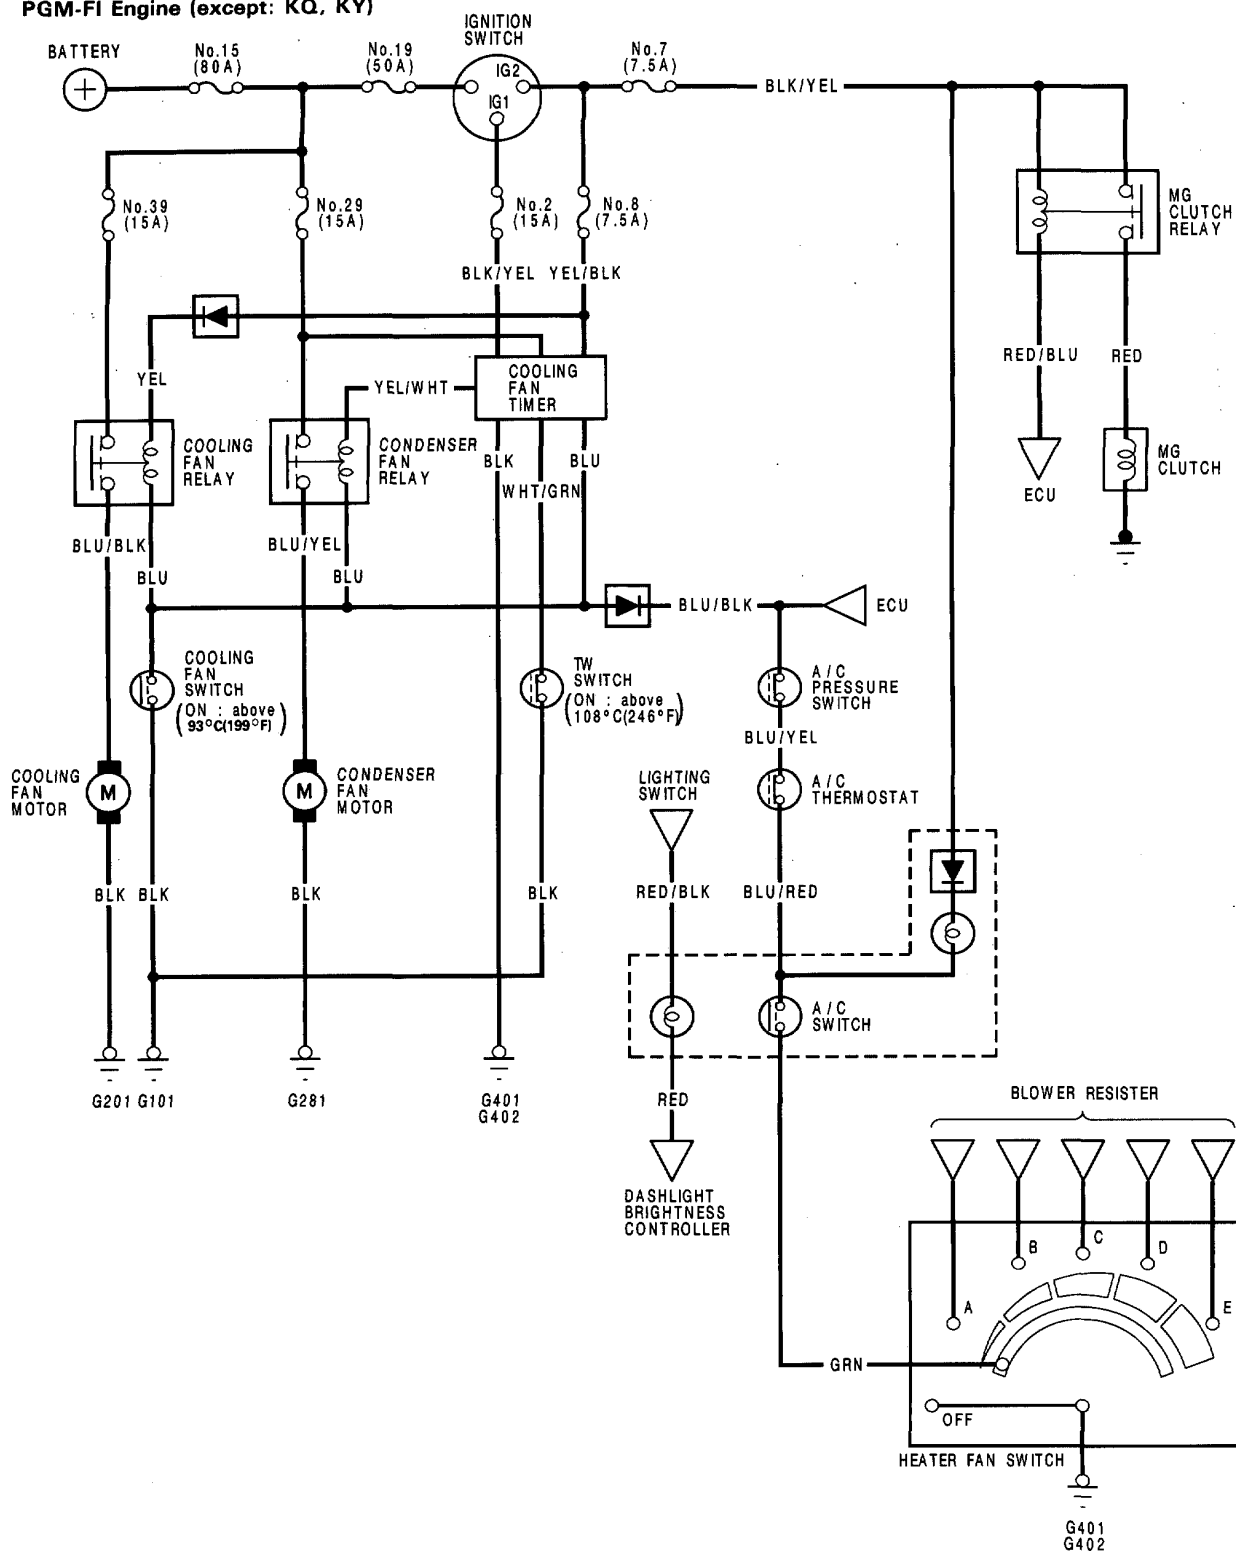 PGM-FI Engine (except: KQ, KY)
IGNITION
SWITCH
BATTERY
No.15
(80A)
No.19
(50A)
No.7
(7.5A)
IG2
IG1
BLK/YEL
No.39
(15A)
No.29
(15A)
No.2
(15A)
No.8
(7.5A)
MG
CLUTCH
RELAY
BLK/YEL
YEL/BLK
RED/BLU
RED
YEL
YEL/WHT
COOLING
FAN
TIMER
COOLING
FAN
RELAY
CONDENSER
FAN
RELAY
BLK
BLU
WHT/GRN
MG
CLUTCH
ECU
BLU/BLK
BLU/YEL
BLU
BLU
BLU/BLK
ECU
COOLING
FAN
SWITCH
(ON : above
93°C(199°F))
TW
SWITCH
(ON : above
108°C(246°F))
A/C
PRESSURE
SWITCH
BLU/YEL
COOLING
FAN
MOTOR
M
M
CONDENSER
FAN
MOTOR
LIGHTING
SWITCH
A/C
THERMOSTAT
BLK
BLK
BLK
BLK
RED/BLK
BLU/RED
A/C
SWITCH
G201
G101
G281
G401
G402
RED
BLOWER RESISTER
DASHLIGHT
BRIGHTNESS
CONTROLLER
B
C
D
A
E
GRN
OFF
HEATER FAN SWITCH
G401
G402